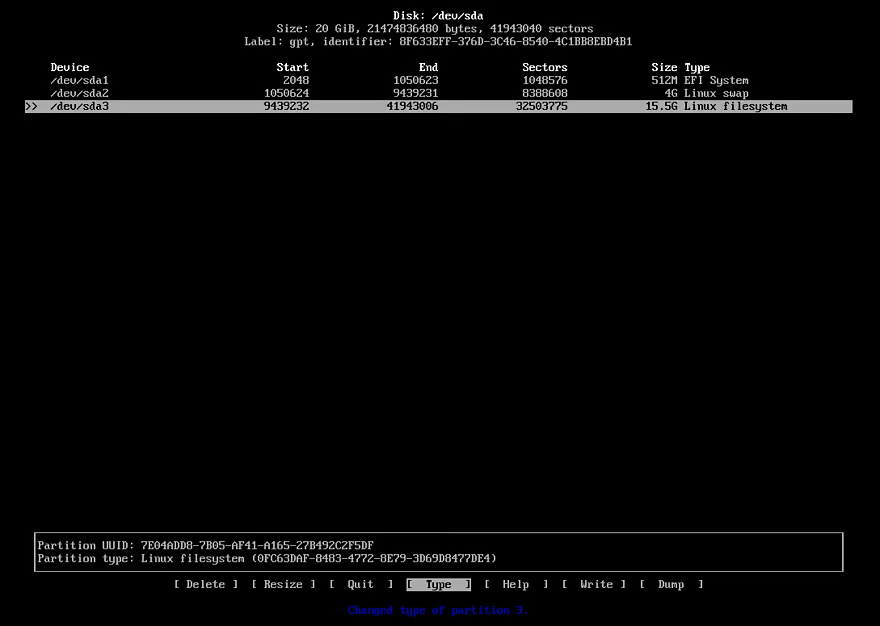 Disk: /dev/sda
Size: 20 GiB, 21474836480 bytes, 41943040 sectors
Label: gpt, identifier: 8F633EFF-376D-3C46-8540-4C1BB8EBD4B1
Device Start End Sectors Size Type
/dev/sda1 2048 1050623 1048576 512M EFI System
/dev/sda2 1050624 9439231 8388608 4G Linux swap
>> /dev/sda3 9439232 41943006 32503775 15.5G Linux filesystem
Partition UUID: 7E04ADD8-7B05-AF41-A165-27B492C2F5DF
Partition type: Linux filesystem (0FC63DAF-8483-4772-8E79-3D69D8477DE4)
[ Delete ] [ Resize ] [ Quit ] [ Type ] [ Help ] [ Write ] [ Dump ]
Changed type of partition 3.